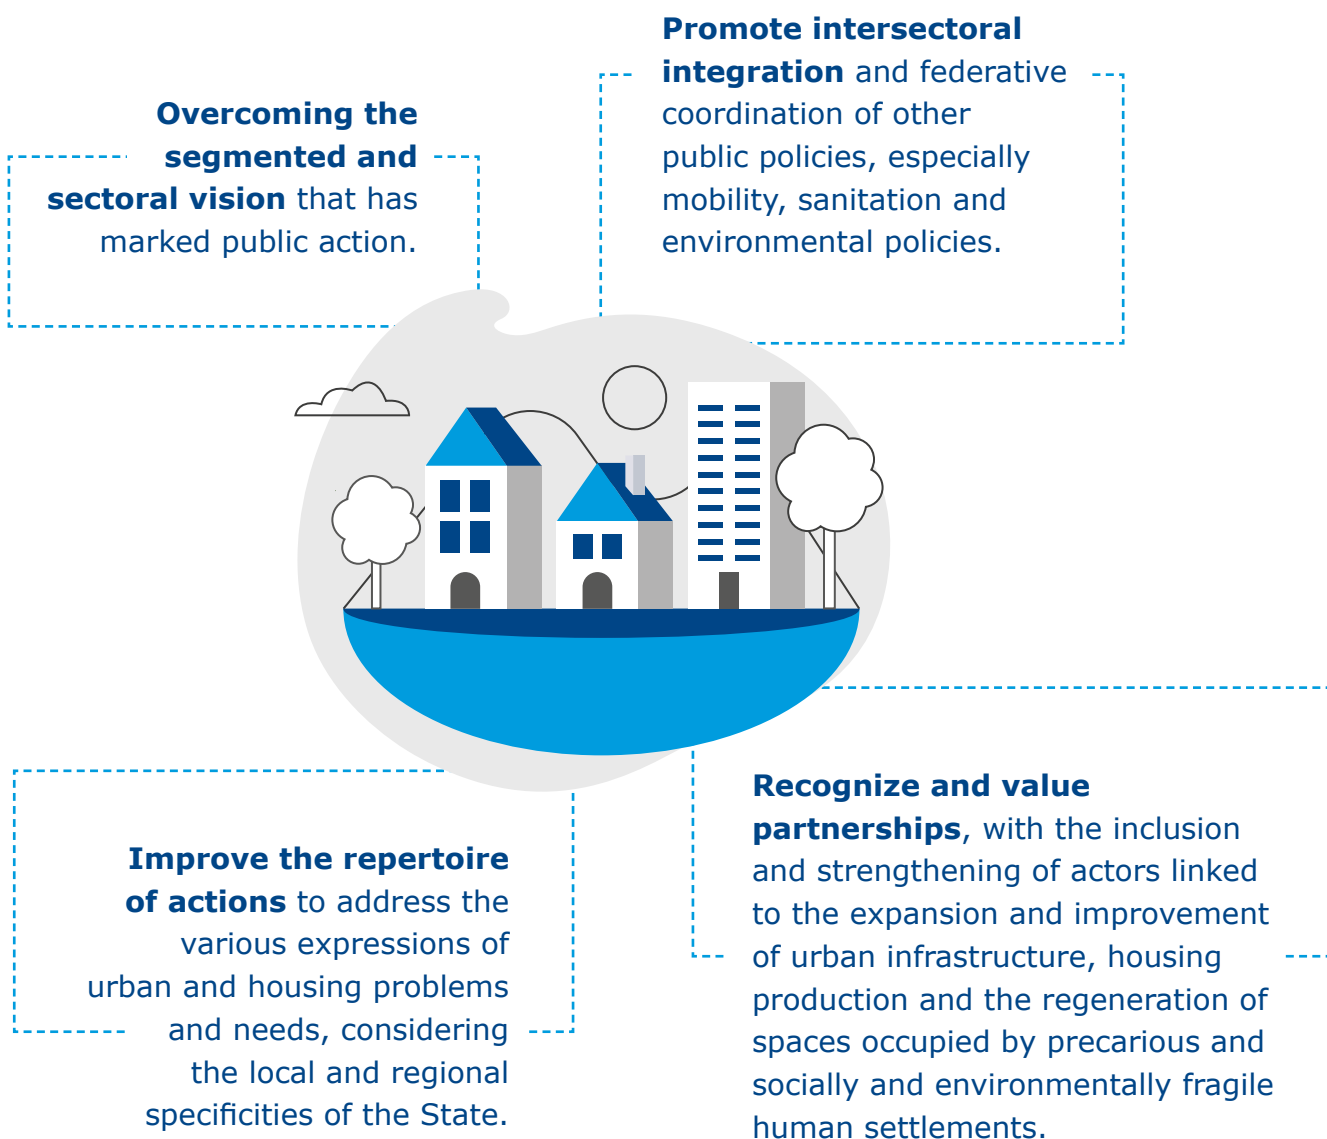 Overcoming the
segmented and
sectoral vision that has
marked public action.
Promote intersectoral
integration and federative
coordination of other
public policies, especially
mobility, sanitation and
environmental policies.
Improve the repertoire
of actions to address the
various expressions of
urban and housing problems
and needs, considering
the local and regional
specificities of the State.
Recognize and value
partnerships, with the inclusion
and strengthening of actors linked
to the expansion and improvement
of urban infrastructure, housing
production and the regeneration of
spaces occupied by precarious and
socially and environmentally fragile
human settlements.